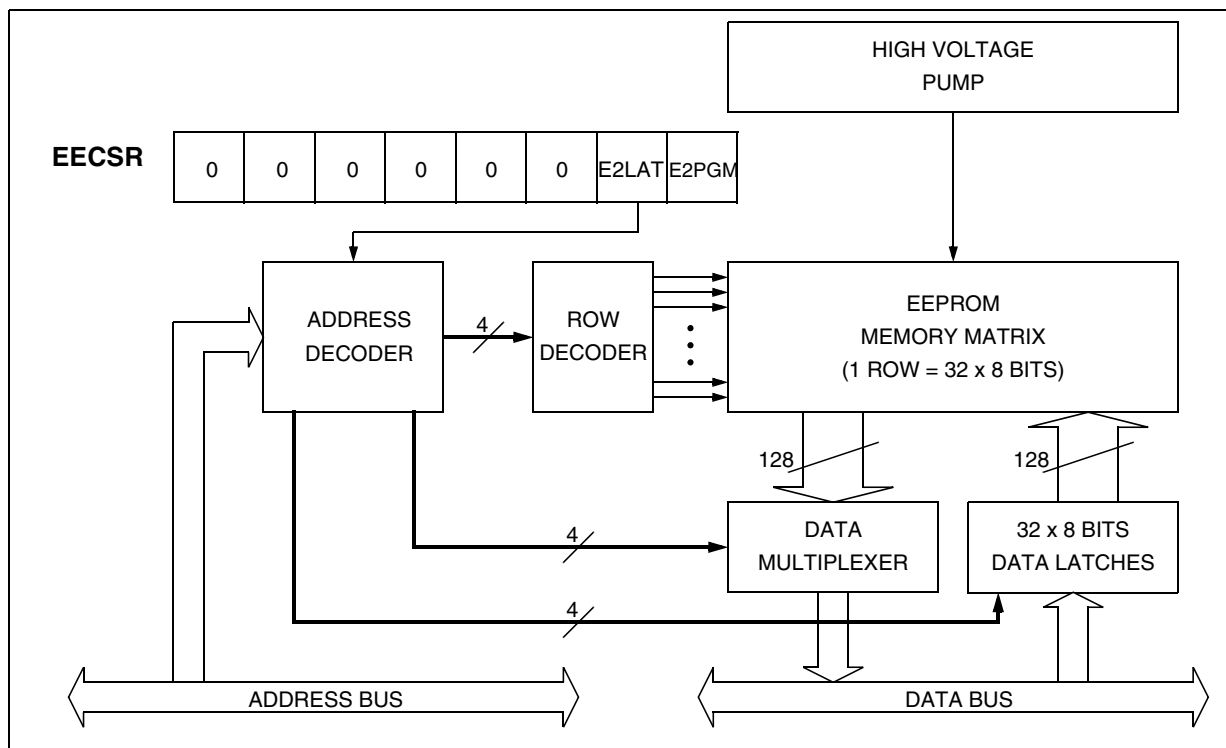 HIGH VOLTAGE
PUMP
EECSR
0 0 0 0 0 0 E2LAT E2PGM
ADDRESS
DECODER
4
ROW
DECODER
EEPROM
MEMORY MATRIX
(1 ROW = 32 x 8 BITS)
128
128
4
DATA
MULTIPLEXER
32 x 8 BITS
DATA LATCHES
4
ADDRESS BUS
DATA BUS